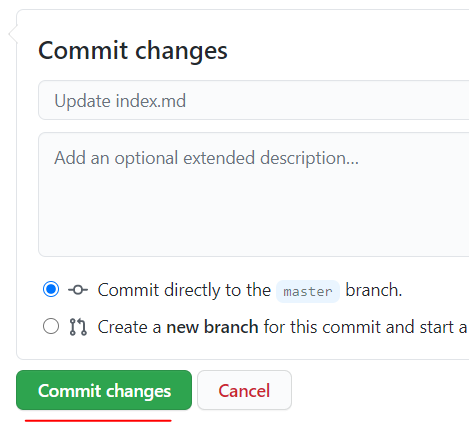 Commit changes
Update index.md
Add an optional extended description…
Commit directly to the master branch.
Create a new branch for this commit and start a
Commit changes
Cancel